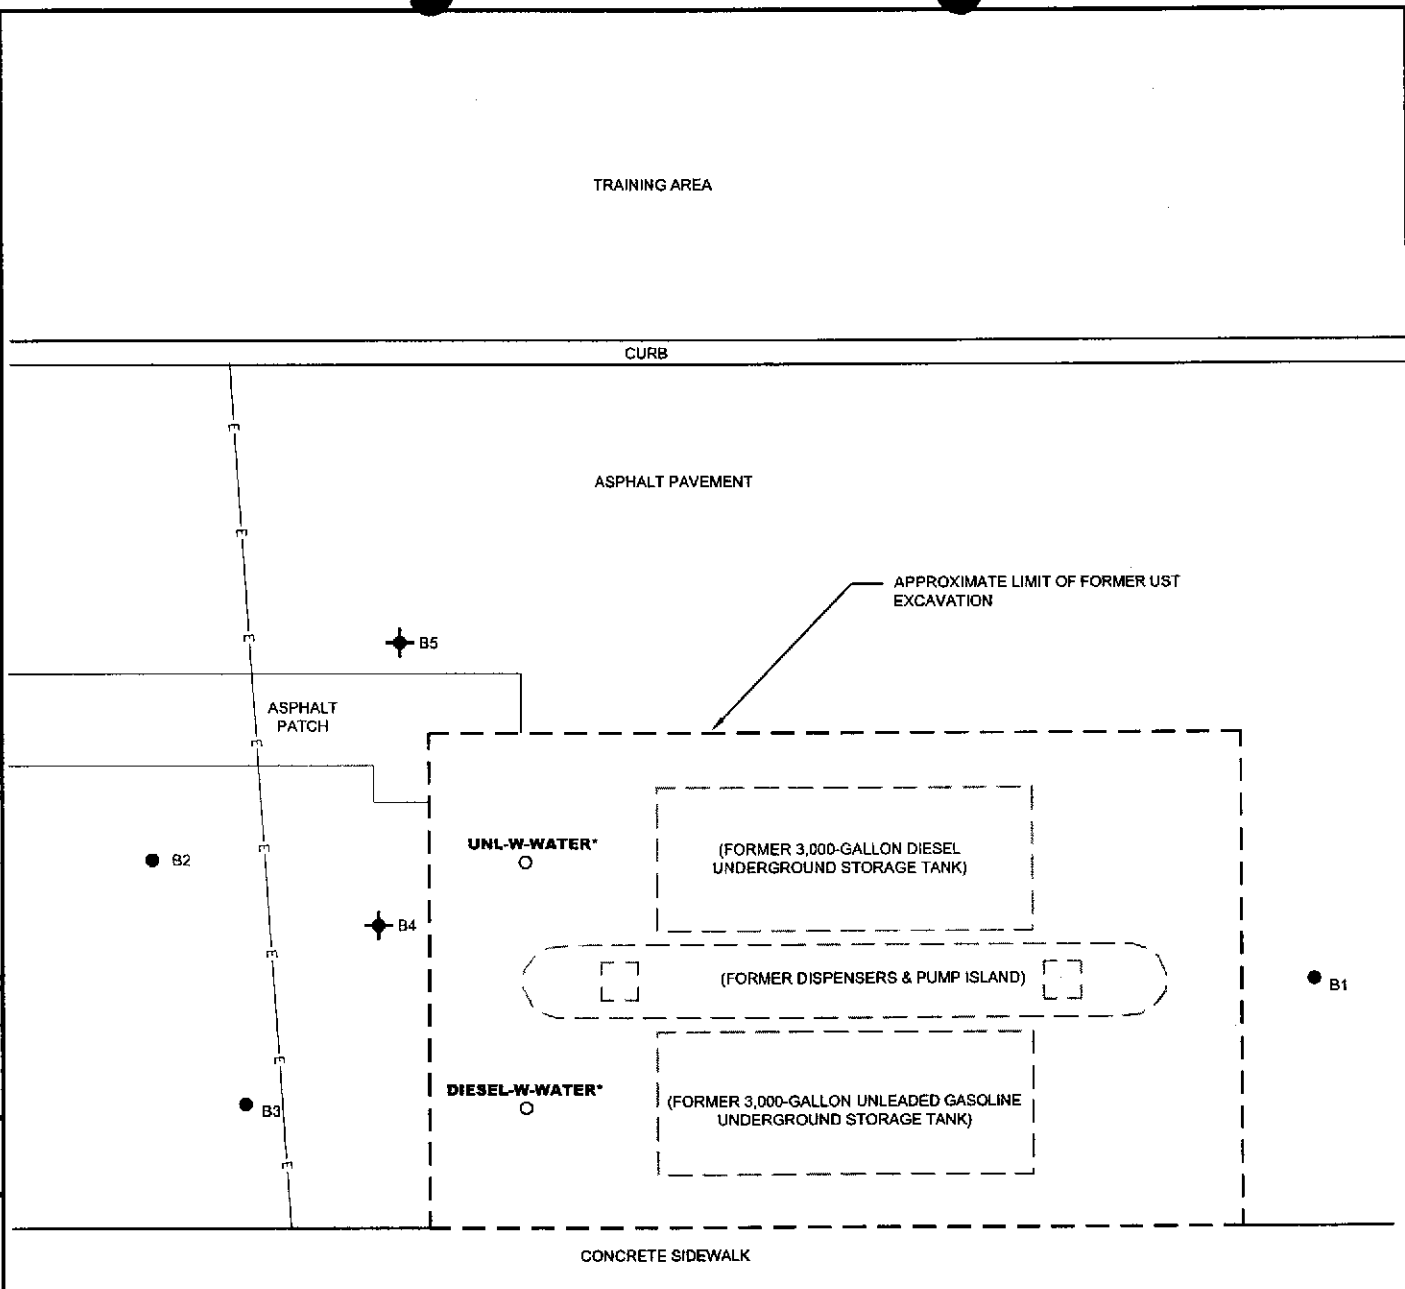 TRAINING AREA
CURB
E
ASPHALT PAVEMENT
E
APPROXIMATE LIMIT OF FORMER UST
EXCAVATION
E
B5
ASPHALT
PATCH
E
UNL-W-WATER*
(FORMER 3,000-GALLON DIESEL
UNDERGROUND STORAGE TANK)
E
B2
B4
E
(FORMER DISPENSERS & PUMP ISLAND)
B1
E
DIESEL-W-WATER*
(FORMER 3,000-GALLON UNLEADED GASOLINE
UNDERGROUND STORAGE TANK)
B3
E
CONCRETE SIDEWALK